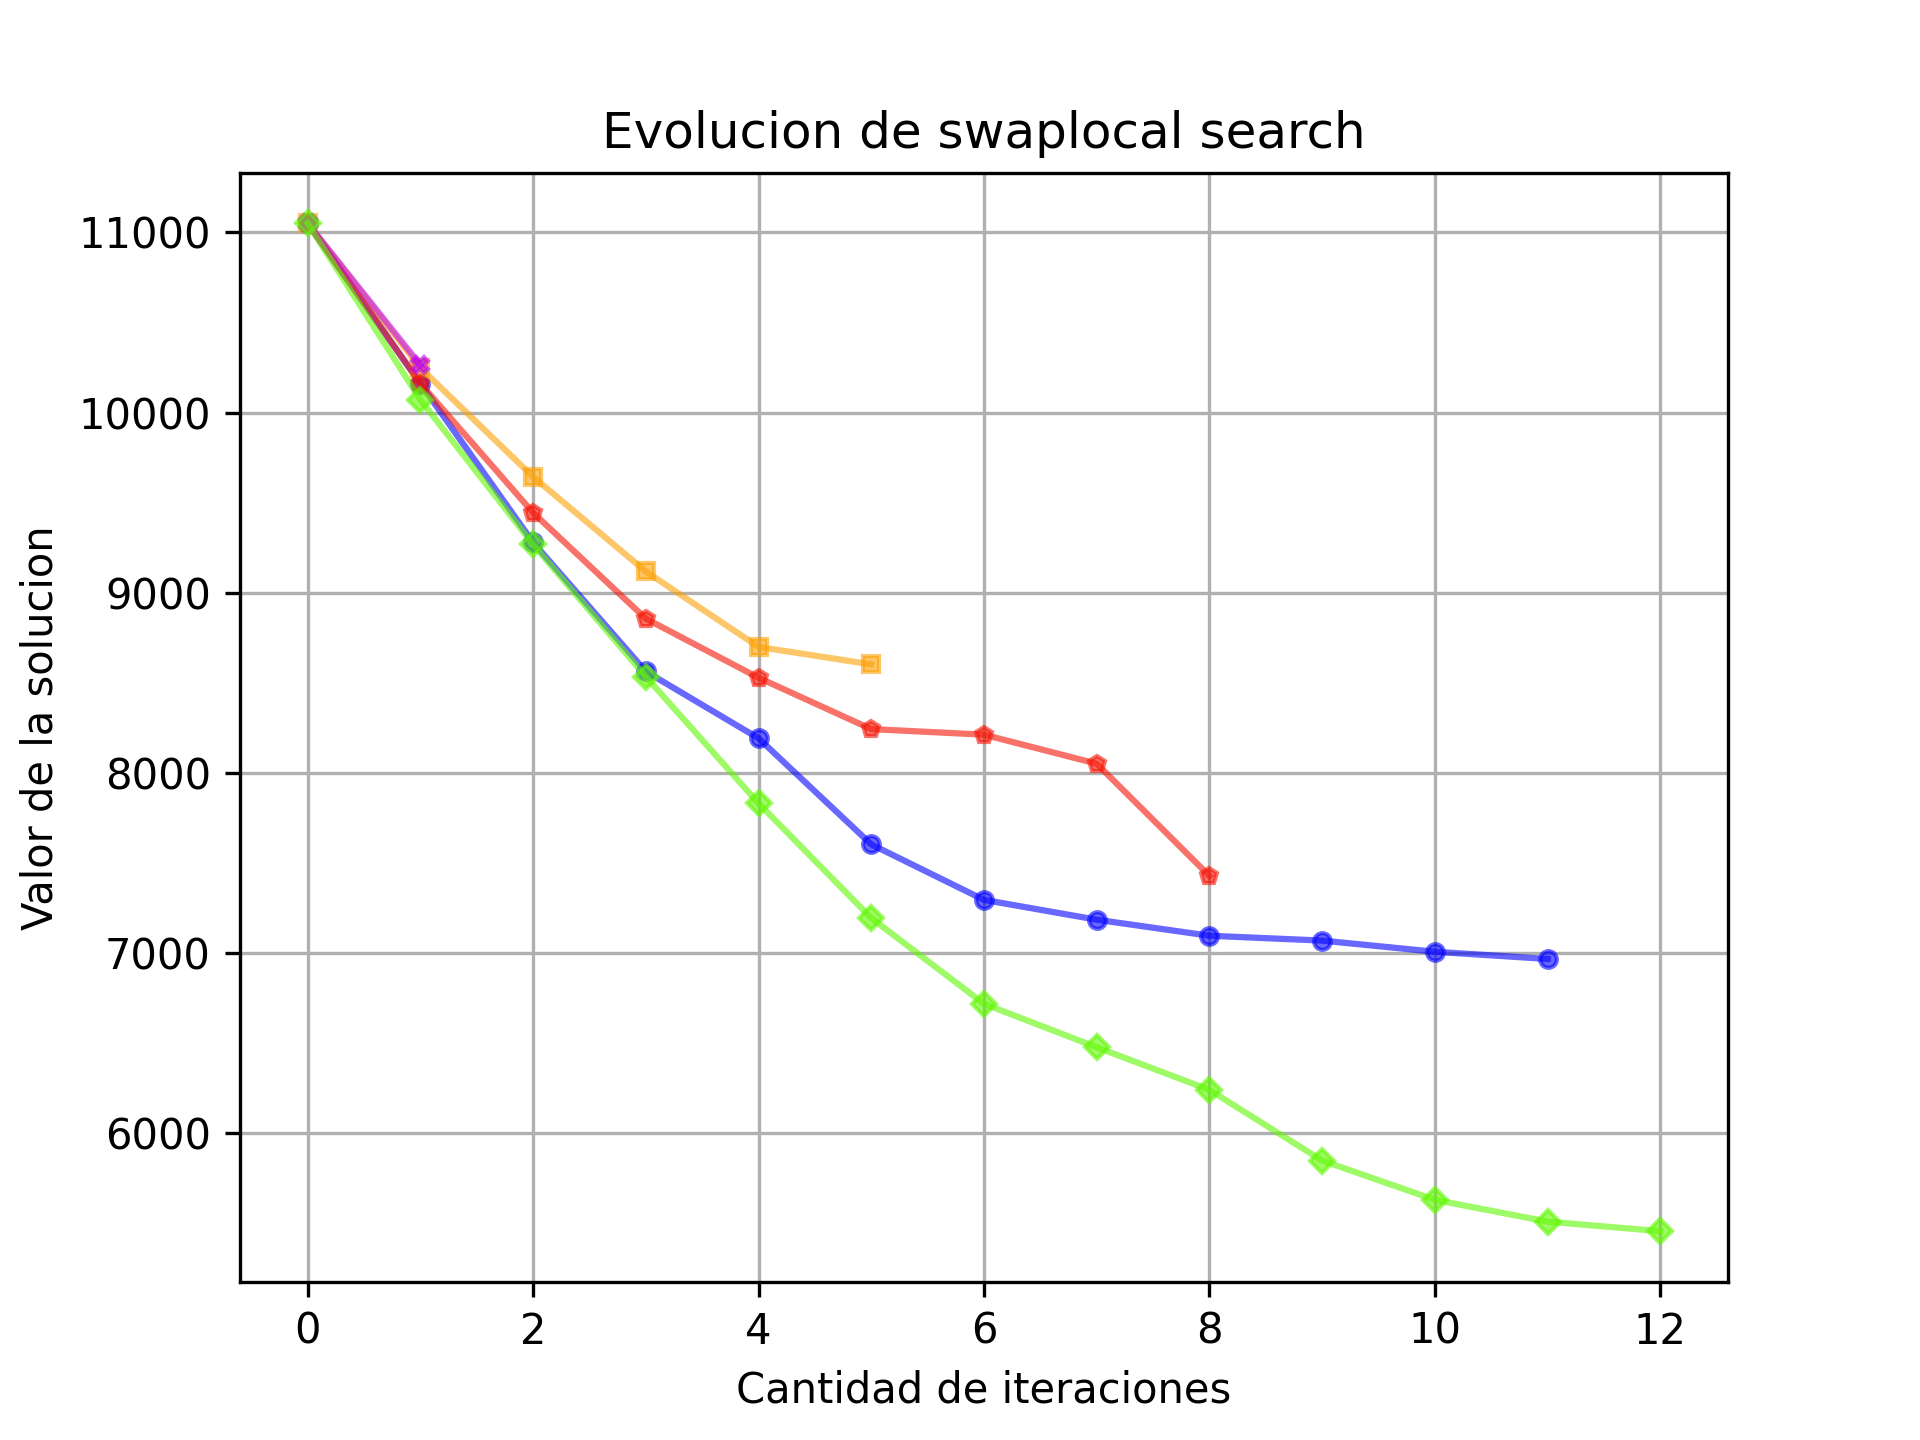 Evolucion de swaplocal search
Valor de la solucion
11000
10000
9000
8000
7000
6000
0 2 4 6 8 10 12
Cantidad de iteraciones